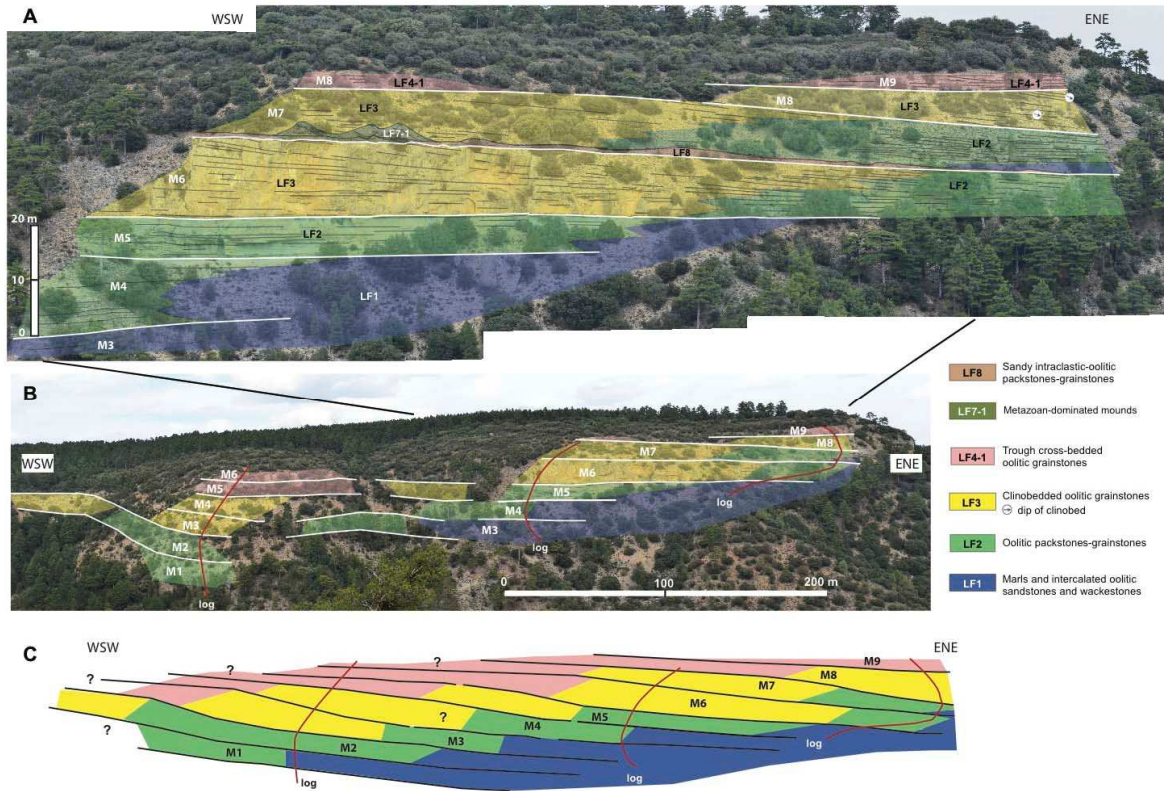 A
WSW
ENE
M8
LF4-1
M9
LF4-1
M7
LF3
M8
LF3
LF7-1
LF8
LF2
M6
LF3
LF2
20 m
M5
LF2
10
M4
LF1
0
M3
B
WSW
ENE
M9
M8
M7
M6
M6
M5
M5
M4
M4
M3
M3
M2
M1
log
log
log
0
100
200 m
LF8
Sandy intraclastic-oolitic
packstones-grainstones
LF7-1
Metazoan-dominated mounds
LF4-1
Trough cross-bedded
oolitic grainstones
LF3
Clinobedded oolitic grainstones
dip of clinobed
LF2
Oolitic packstones-grainstones
LF1
Marls and intercalated oolitic
sandstones and wackestones
C
WSW
ENE
?
?
?
?
?
M9
M8
M7
M6
M5
M4
M3
M2
M1
log
log
log